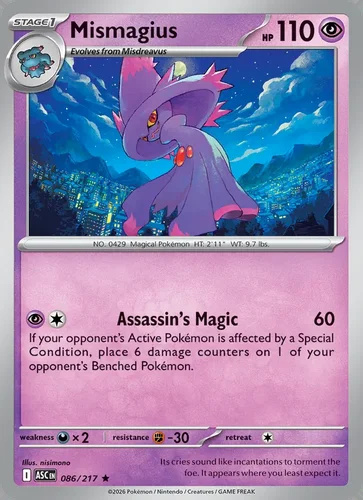 STAGE 1
Mismagius
HP 110
Evolves from Misdreavus
NO. 0429 Magical Pokémon HT: 2'11" WT: 9.7 lbs.
Assassin's Magic 60
If your opponent's Active Pokémon is affected by a Special
Condition, place 6 damage counters on 1 of your
opponent's Benched Pokémon.
weakness ×2 resistance -30 retreat
Illus. nisimono
I ASC EN 086/217 ★
Its cries sound like incantations to torment the
foe. It appears where you least expect it.
©2026 Pokémon / Nintendo / Creatures / GAME FREAK